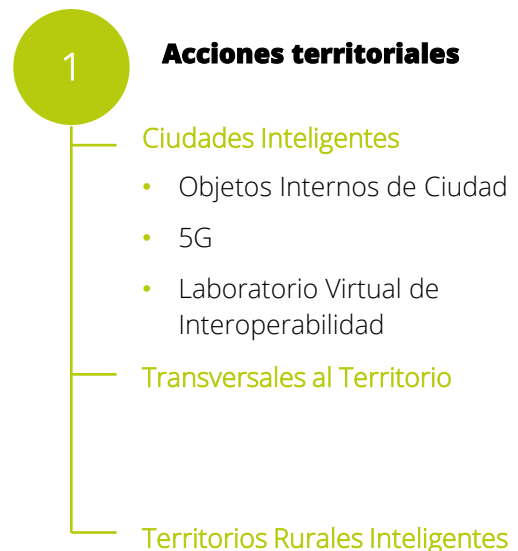 1
Acciones territoriales
Ciudades Inteligentes
• Objetos Internos de Ciudad
• 5G
• Laboratorio Virtual de
Interoperabilidad
Transversales al Territorio
Territorios Rurales Inteligentes